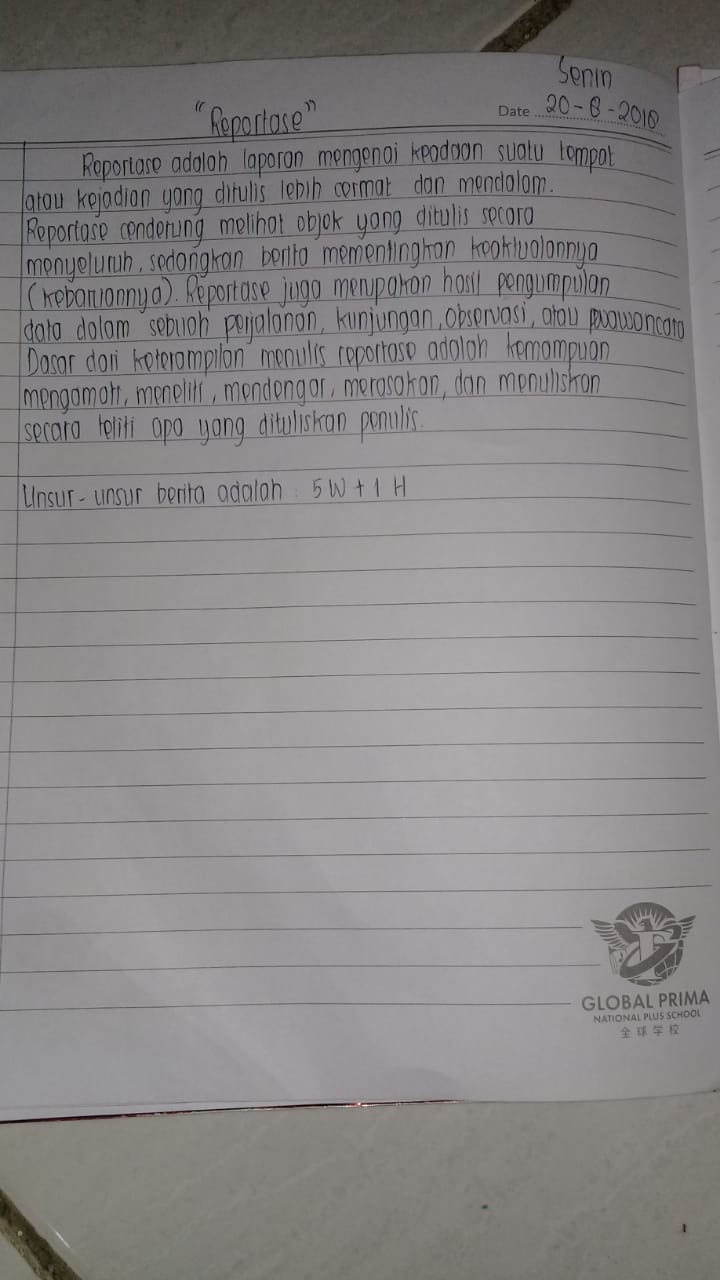 Senin
Date 20-8-2018
"Reportase"
Reportase adalah laporan mengenai keadaan suatu tempat
atau kejadian yang ditulis lebih cermat dan mendalam.
Reportase cenderung melihat objek yang ditulis secara
menyeluruh, sedangkan berita mementingkan keaktualannya
(kebaruannya). Reportase juga merupakan hasil pengumpulan
data dalam sebuah perjalanan, kunjungan, observasi, atau
Dasar dari keterampilan menulis reportase adalah kemampuan
mengamati, meneliti, mendengar, merasakan, dan menuliskan
secara teliti apa yang dituliskan penulis.
Unsur-unsur berita adalah : 5W + 1 H
GLOBAL PRIMA
NATIONAL PLUS SCHOOL
全球学校